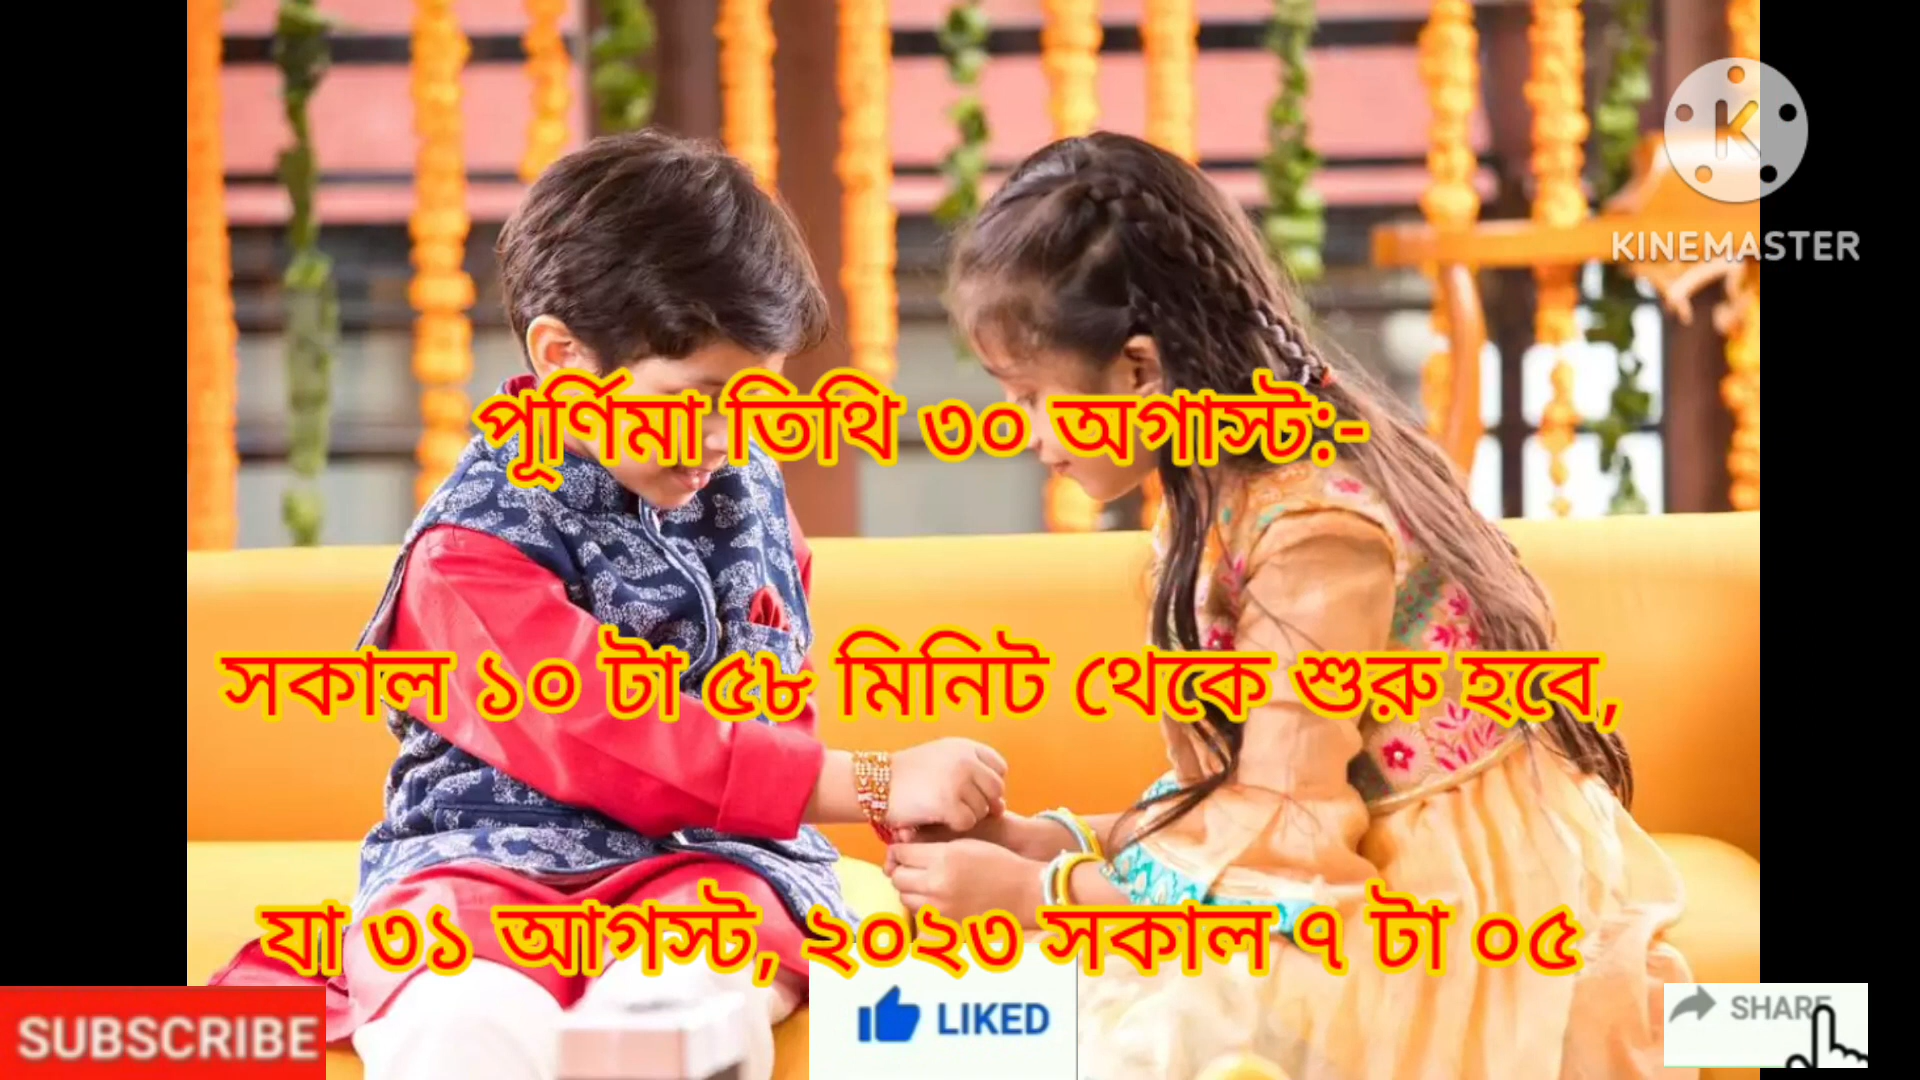 KINEMASTER
পূর্ণিমা তিথি ৩০ অগাস্ট:-
সকাল ১০ টা ৫৮ মিনিট থেকে শুরু হবে,
যা ৩১ আগস্ট, ২০২৩ সকাল ৭ টা ০৫
SUBSCRIBE
LIKED
SHARE